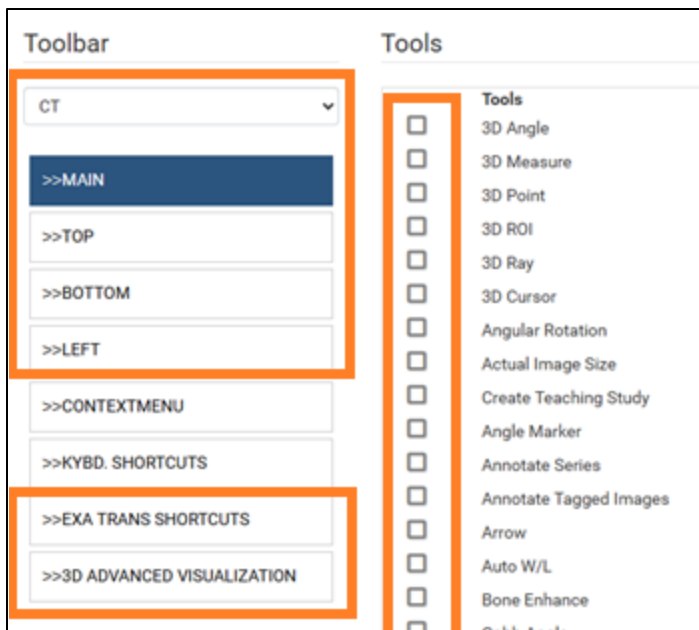 Toolbar
CT
>>MAIN
>>TOP
>>BOTTOM
>>LEFT
>>CONTEXTMENU
>>KYBD. SHORTCUTS
>>EXA TRANS SHORTCUTS
>>3D ADVANCED VISUALIZATION
Tools
Tools
3D Angle
3D Measure
3D Point
3D ROI
3D Ray
3D Cursor
Angular Rotation
Actual Image Size
Create Teaching Study
Angle Marker
Annotate Series
Annotate Tagged Images
Arrow
Auto W/L
Bone Enhance